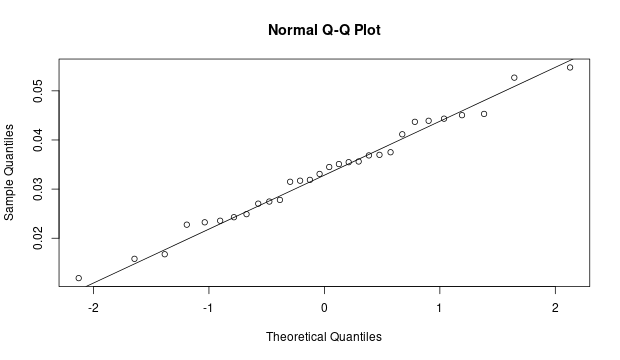 Normal Q-Q Plot
Sample Quantiles
0.05
0.04
0.03
0.02
-2 -1 0 1 2
Theoretical Quantiles